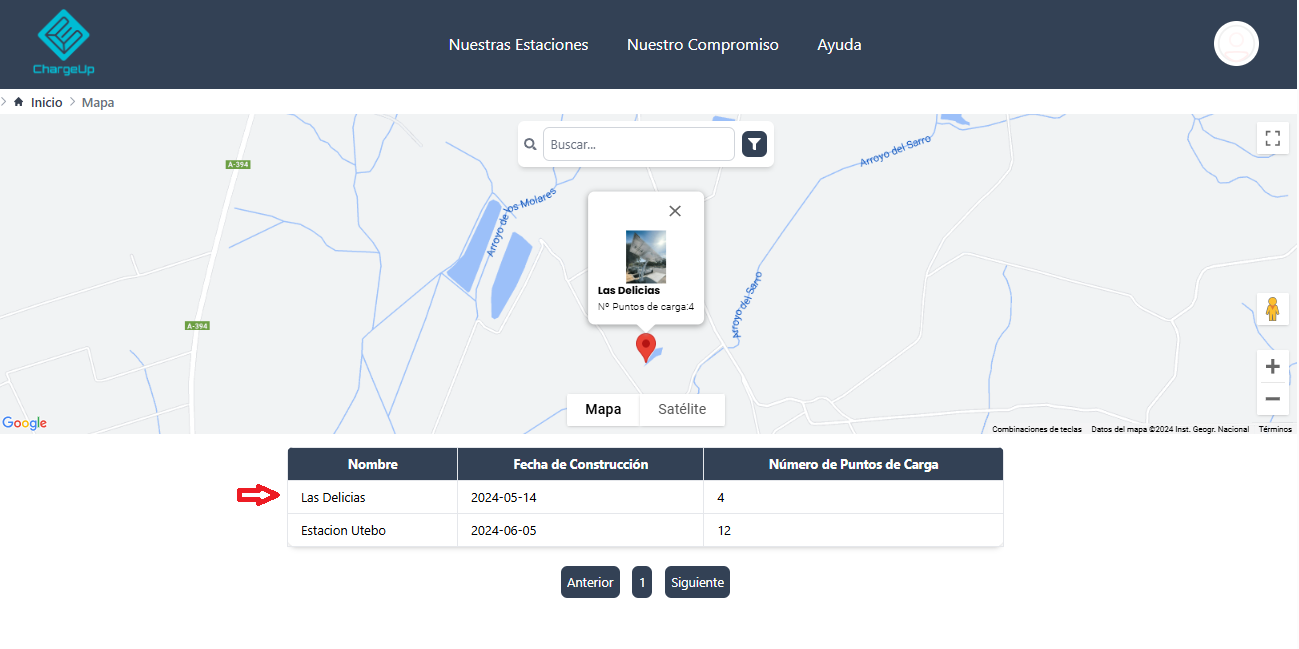 ChargeUp
Nuestras Estaciones Nuestro Compromiso Ayuda
Inicio Mapa
Buscar...
A-394
Arroyo del Sarro
Arroyo de los Molares
Las Delicias
Nº Puntos de carga:4
Arroyo del Sarro
A-394
Mapa Satélite
Google
Combinaciones de teclas Datos del mapa ©2024 Inst. Geogr. Nacional Términos
Nombre Fecha de Construcción Número de Puntos de Carga
Las Delicias 2024-05-14 4
Estacion Utebo 2024-06-05 12
Anterior 1 Siguiente